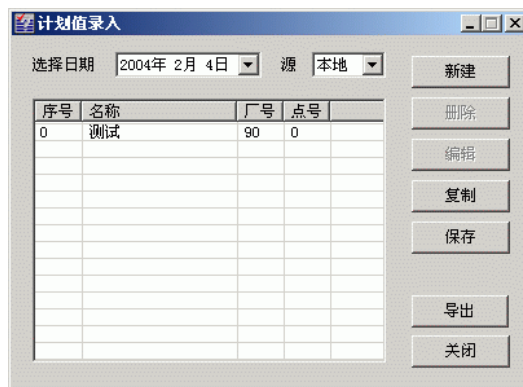 计划值录入
选择日期 2004年 2月 4日 源 本地
新建
删除
编辑
复制
保存
导出
关闭
序号 名称 厂号 点号
0 测试 90 0